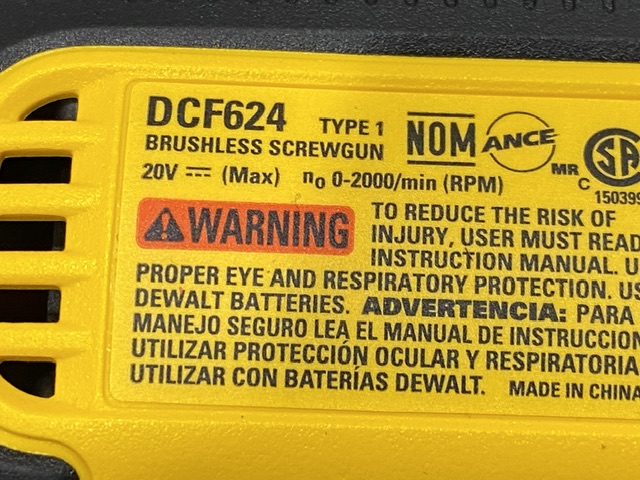 DCF624 TYPE 1
BRUSHLESS SCREWGUN
20V ⎓ (Max) n₀ 0-2000/min (RPM)
NOM ANCE MR
SA
C 150399
WARNING
TO REDUCE THE RISK OF
INJURY, USER MUST READ
INSTRUCTION MANUAL.
PROPER EYE AND RESPIRATORY PROTECTION.
DEWALT BATTERIES. ADVERTENCIA: PARA
MANEJO SEGURO LEA EL MANUAL DE
UTILIZAR PROTECCIÓN OCULAR Y RESPIRATORIA
UTILIZAR CON BATERÍAS DEWALT. MADE IN CHINA